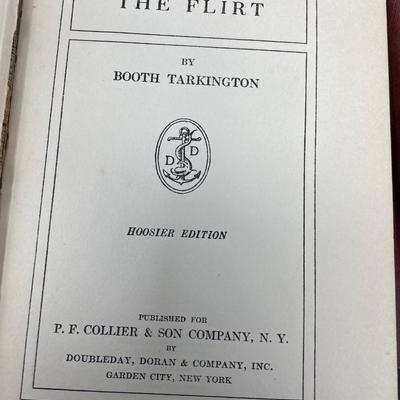 THE FLIRT
BY
BOOTH TARKINGTON
D D
HOOSIER EDITION
PUBLISHED FOR
P. F. COLLIER & SON COMPANY, N. Y.
BY
DOUBLEDAY, DORAN & COMPANY, INC.
GARDEN CITY, NEW YORK